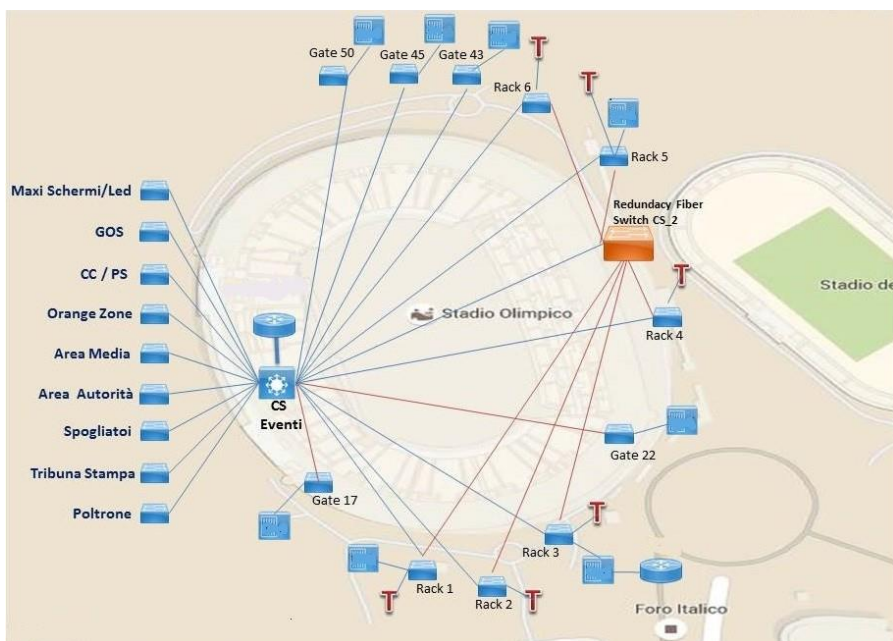 Gate 50
Gate 45
Gate 43
Rack 6
T
T
Rack 5
Maxi Schermi/Led
GOS
CC / PS
Orange Zone
Area Media
Area Autorità
Spogliatoi
Tribuna Stampa
Poltrone
Redundacy Fiber
Switch CS_2
T
Stadio de
Stadio Olimpico
Rack 4
CS
Eventi
Gate 22
Gate 17
T
Rack 3
Rack 1
T
Rack 2
T
Foro Italico